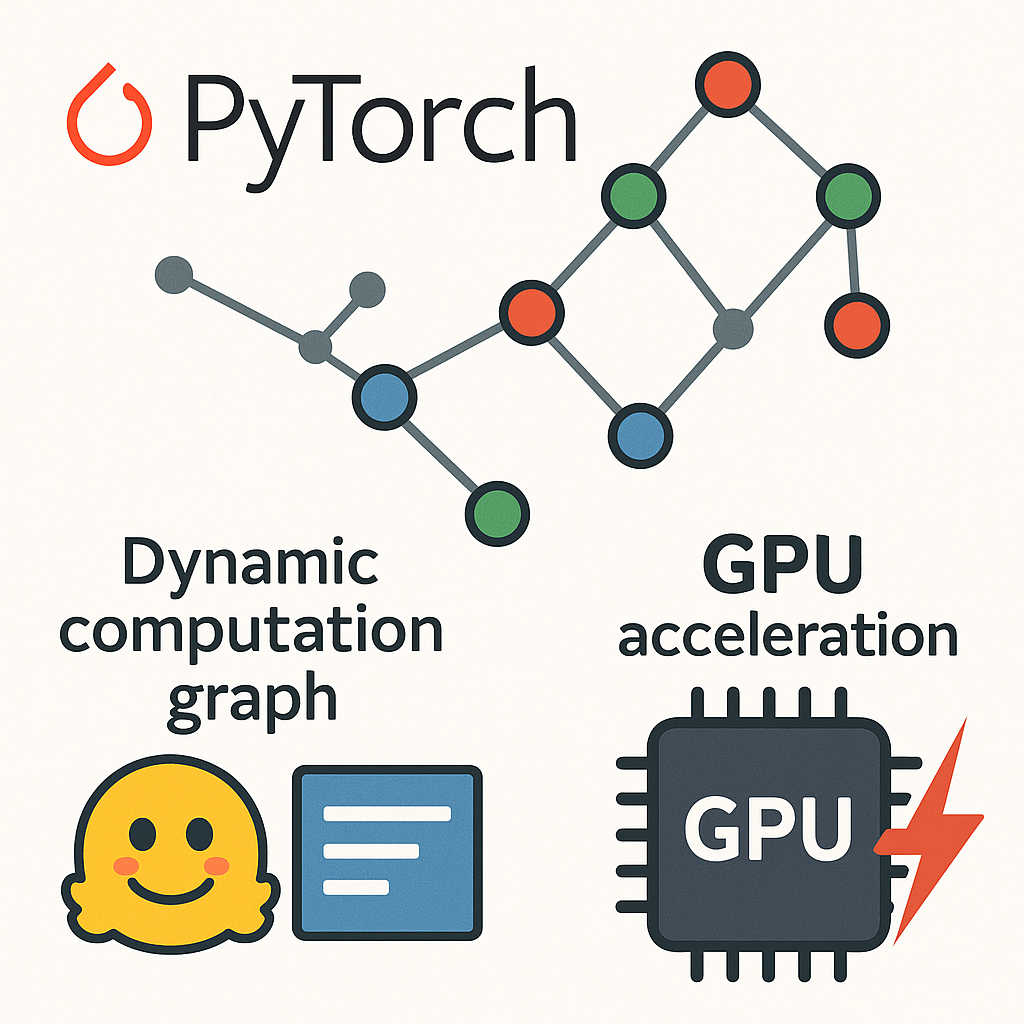 PyTorch
Dynamic
computation
graph
GPU
acceleration
GPU